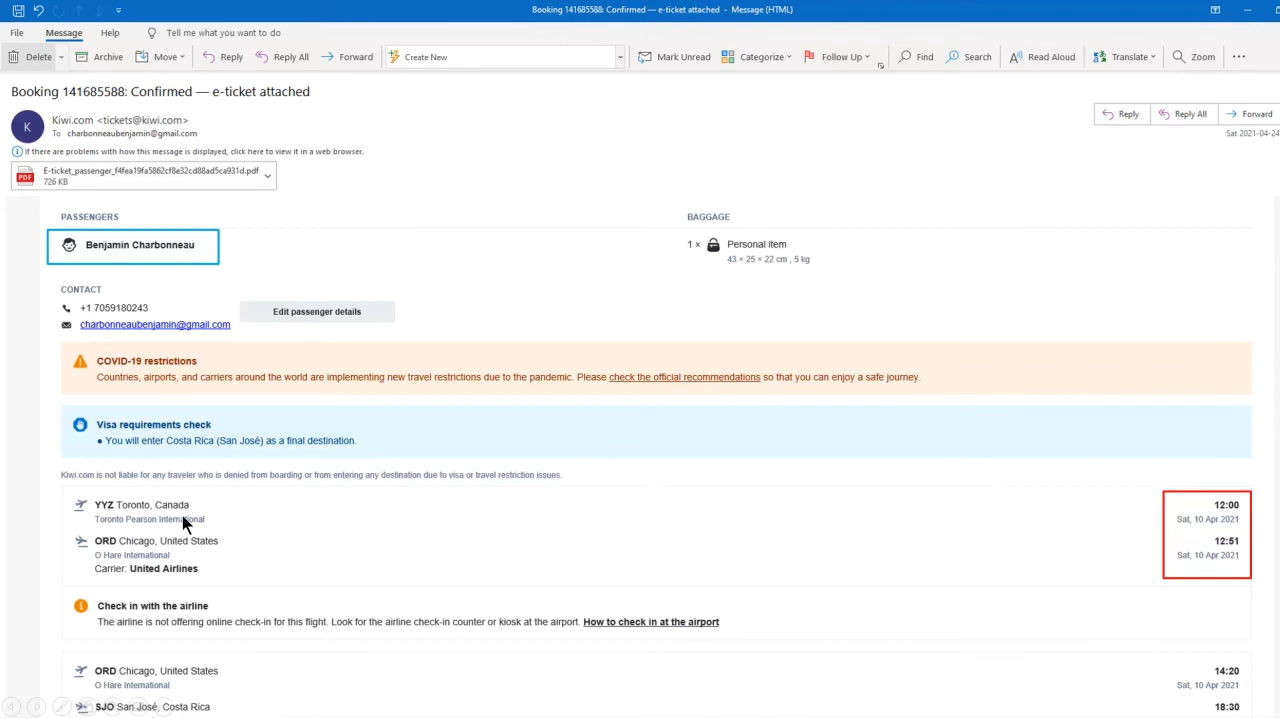 Booking 141685588: Confirmed — e-ticket attached - Message (HTML)
File Message Help Tell me what you want to do
Delete Archive Move Reply Reply All Forward Create New Mark Unread Categorize Follow Up Find Search Read Aloud Translate Zoom
Booking 141685588: Confirmed — e-ticket attached
K
Kiwi.com <tickets@kiwi.com>
To charbonneaubenjamin@gmail.com
Reply Reply All Forward
Sat 2021-04-24
If there are problems with how this message is displayed, click here to view it in a web browser.
PDF
E-ticket_passenger_f4fea19fa5862cf8e32cd88ad5ca931d.pdf
726 KB
PASSENGERS BAGGAGE
Benjamin Charbonneau 1 × Personal item
43 × 25 × 22 cm , 5 kg
CONTACT
+1 7059180243
Edit passenger details
charbonneaubenjamin@gmail.com
COVID-19 restrictions
Countries, airports, and carriers around the world are implementing new travel restrictions due to the pandemic. Please check the official recommendations so that you can enjoy a safe journey.
Visa requirements check
● You will enter Costa Rica (San José) as a final destination.
Kiwi.com is not liable for any traveler who is denied from boarding or from entering any destination due to visa or travel restriction issues.
YYZ Toronto, Canada 12:00
Toronto Pearson International Sat, 10 Apr 2021
ORD Chicago, United States 12:51
O Hare International Sat, 10 Apr 2021
Carrier: United Airlines
Check in with the airline
The airline is not offering online check-in for this flight. Look for the airline check-in counter or kiosk at the airport. How to check in at the airport
ORD Chicago, United States 14:20
O Hare International Sat, 10 Apr 2021
SJO San José, Costa Rica 18:30